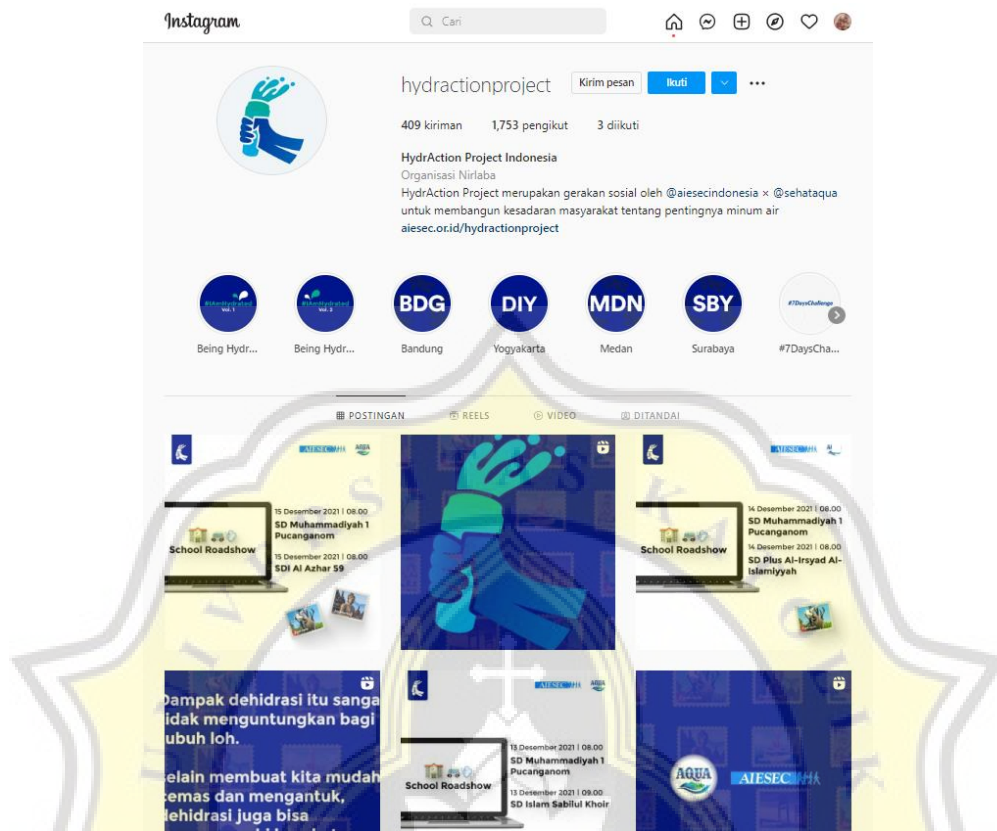 Instagram
Cari
hydractionproject
Kirim pesan
Ikuti
409 kiriman 1,753 pengikut 3 diikuti
HydrAction Project Indonesia
Organisasi Nirlaba
HydrAction Project merupakan gerakan sosial oleh @aiesecindonesia × @sehataqua
untuk membangun kesadaran masyarakat tentang pentingnya minum air
aiesec.or.id/hydractionproject
Vol. 1
Vol. 2
BDG
DIY
MDN
SBY
#7DaysChallenge
Being Hydr...
Being Hydr...
Bandung
Yogyakarta
Medan
Surabaya
#7DaysCha...
POSTINGAN
REELS
VIDEO
DITANDAI
AIESEC
AQUA
School Roadshow
15 Desember 2021 | 08.00
SD Muhammadiyah 1
Pucanganom
15 Desember 2021 | 08.00
SDI Al Azhar 59
AIESEC
School Roadshow
14 Desember 2021 | 08.00
SD Muhammadiyah 1
Pucanganom
14 Desember 2021 | 08.00
SD Plus Al-Irsyad Al-
Islamiyyah
Dampak dehidrasi itu sanga
idak menguntungkan bagi
ubuh loh.
elain membuat kita mudah
emas dan mengantuk,
dehidrasi juga bisa
AIESEC
AQUA
School Roadshow
13 Desember 2021 | 08.00
SD Muhammadiyah 1
Pucanganom
13 Desember 2021 | 09.00
SD Islam Sabilul Khoir
AQUA
AIESEC